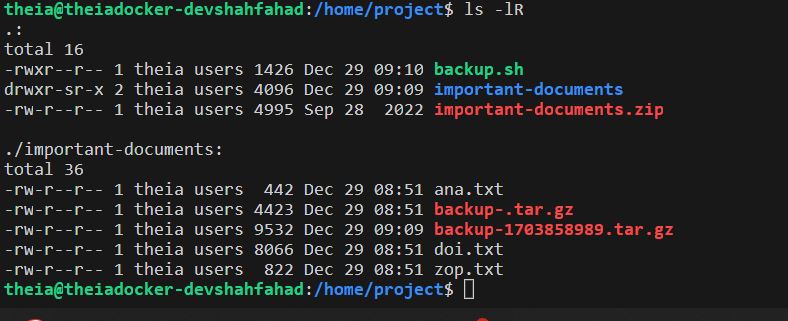 theia@theiadocker-devshahfahad:/home/project$ ls -lR
.:
total 16
-rwxr--r-- 1 theia users 1426 Dec 29 09:10 backup.sh
drwxr-sr-x 2 theia users 4096 Dec 29 09:09 important-documents
-rw-r--r-- 1 theia users 4995 Sep 28  2022 important-documents.zip

./important-documents:
total 36
-rw-r--r-- 1 theia users  442 Dec 29 08:51 ana.txt
-rw-r--r-- 1 theia users 4423 Dec 29 08:51 backup-.tar.gz
-rw-r--r-- 1 theia users 9532 Dec 29 09:09 backup-1703858989.tar.gz
-rw-r--r-- 1 theia users 8066 Dec 29 08:51 doi.txt
-rw-r--r-- 1 theia users  822 Dec 29 08:51 zop.txt
theia@theiadocker-devshahfahad:/home/project$